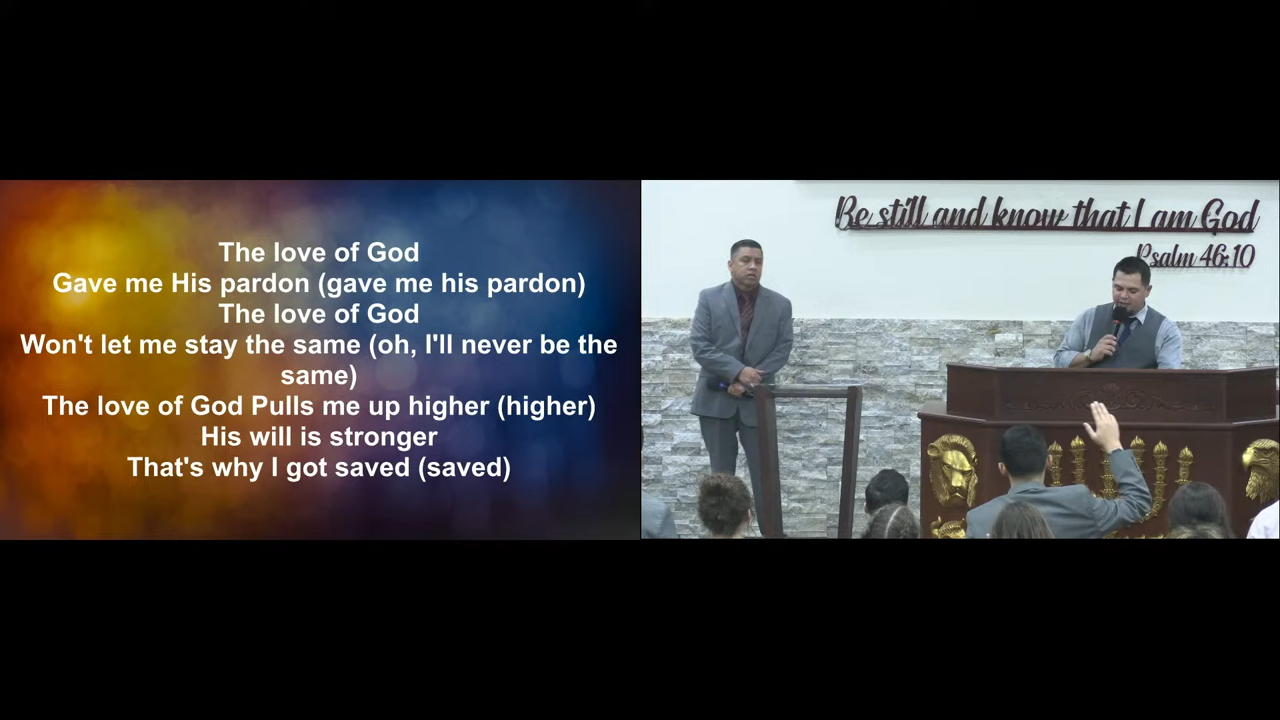 The love of God
Gave me His pardon (gave me his pardon)
The love of God
Won't let me stay the same (oh, I'll never be the
same)
The love of God Pulls me up higher (higher)
His will is stronger
That's why I got saved (saved)
Be still and know that I am God
Psalm 46:10